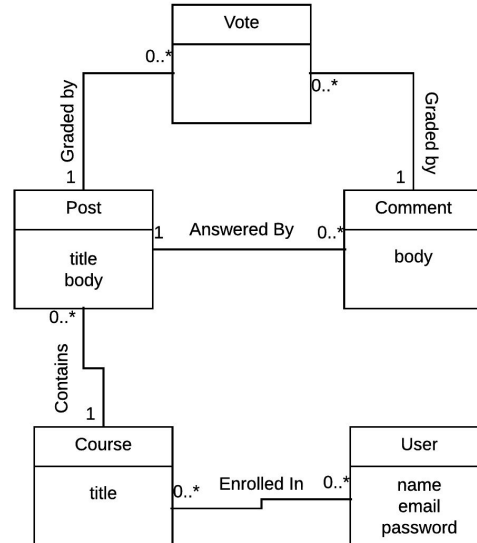 Vote
0..*
0..*
Graded by
Graded by
1
1
Post
Comment
title
body
1
Answered By
0..*
body
0..*
Contains
1
Course
User
title
0..*
Enrolled In
0..*
name
email
password